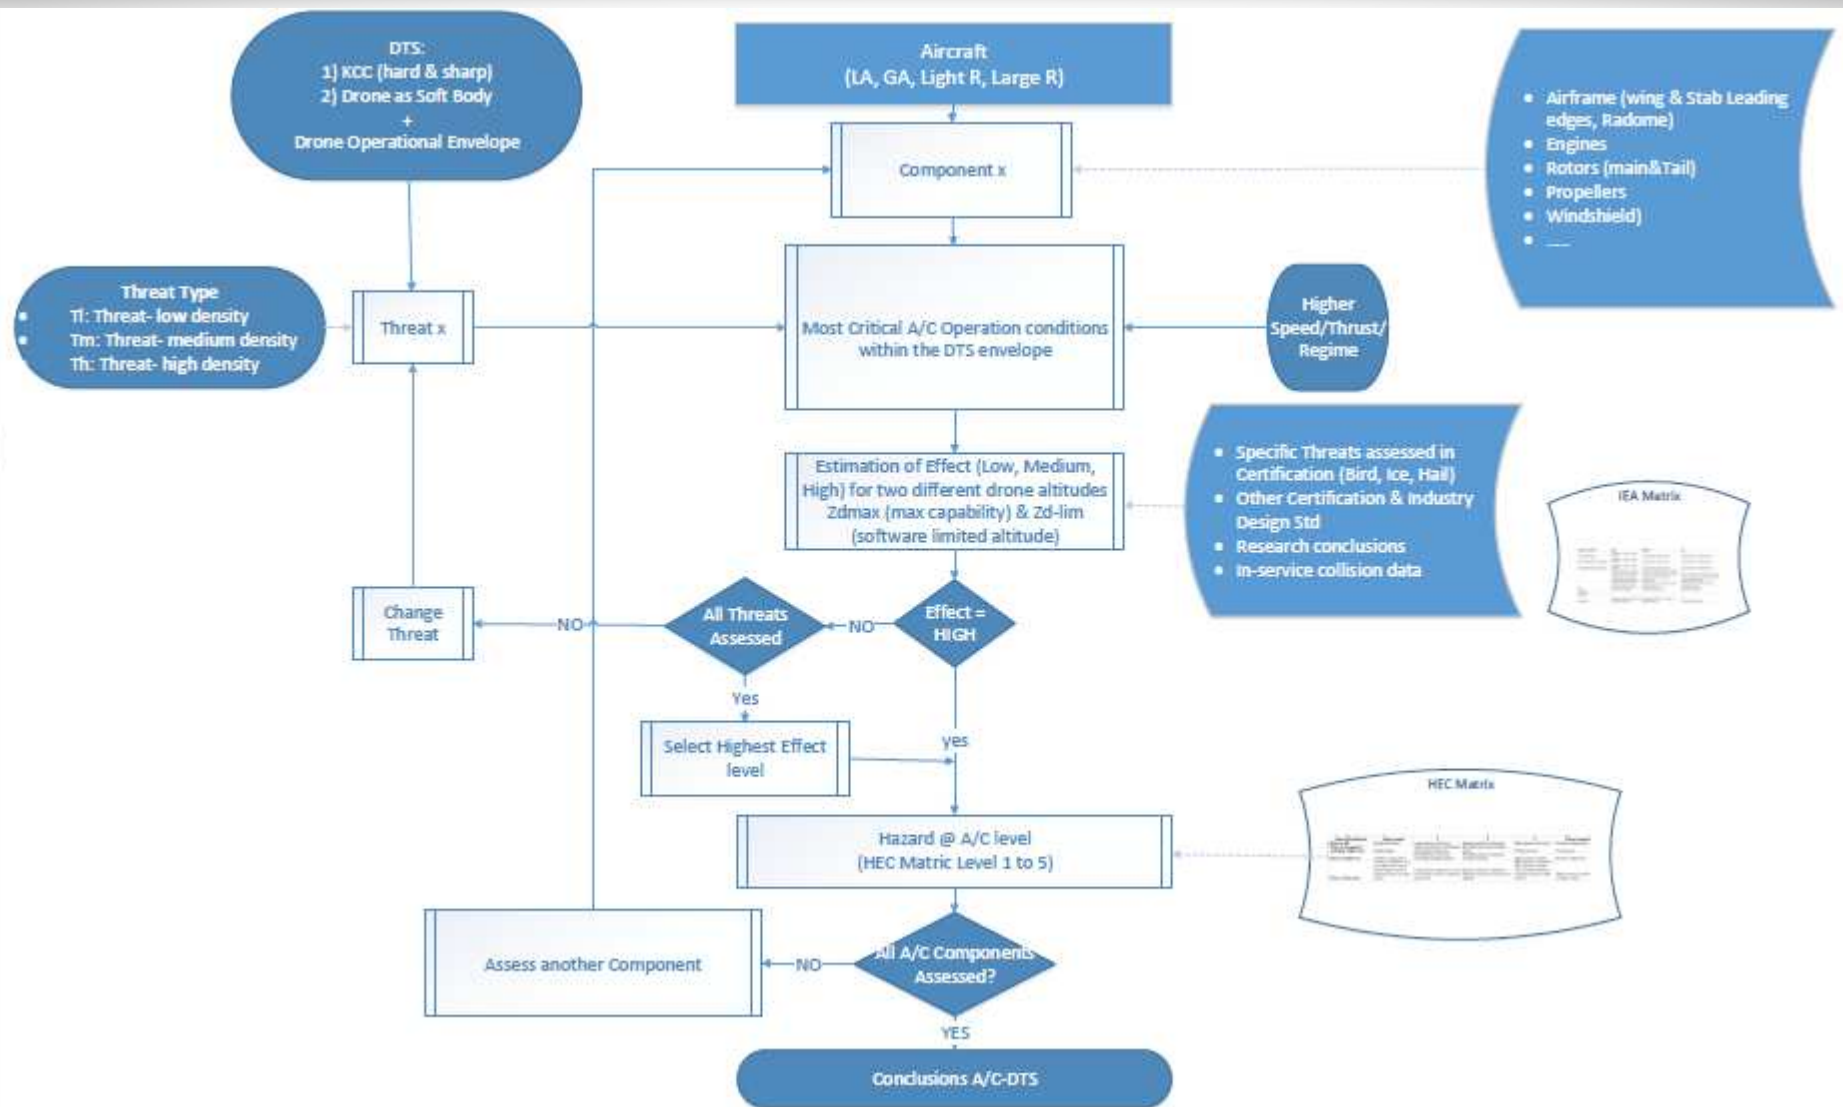 DTS:
1) KCC (hard & sharp)
2) Drone as Soft Body
+
Drone Operational Envelope
Aircraft
(LA, GA, Light R, Large R)
• Airframe (wing & Stab Leading
edges, Radome)
• Engines
• Rotors (main&Tail)
• Propellers
• Windshield)
• .....
Component x
Threat Type
• Tl: Threat- low density
• Tm: Threat- medium density
Th: Threat- high density
Threat x
Most Critical A/C Operation conditions
within the DTS envelope
Higher
Speed/Thrust/
Regime
Estimation of Effect (Low, Medium,
High) for two different drone altitudes
Zdmax (max capability) & Zd-lim
(software limited altitude)
• Specific Threats assessed in
Certification (Bird, Ice, Hail)
• Other Certification & Industry
Design Std
• Research conclusions
• In-service collision data
IEA Matrix
Change
Threat
NO
All Threats
Assessed
NO
Effect =
HIGH
Yes
Select Highest Effect
level
yes
Hazard @ A/C level
(HEC Matric Level 1 to 5)
HEC Matrix
Assess another Component
NO
All A/C Components
Assessed?
YES
Conclusions A/C-DTS